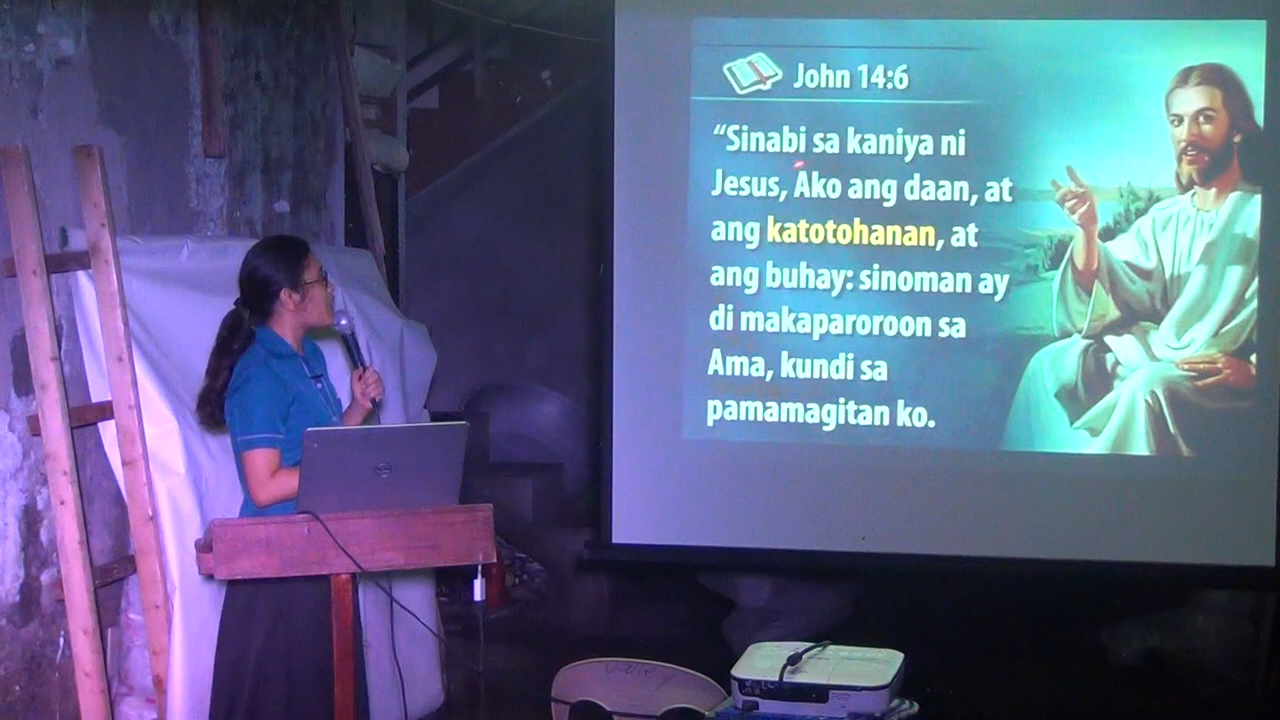 John 14:6
“Sinabi sa kaniya ni
Jesus, Ako ang daan, at
ang katotohanan, at
ang buhay: sinoman ay
di makaparoroon sa
Ama, kundi sa
pamamagitan ko.